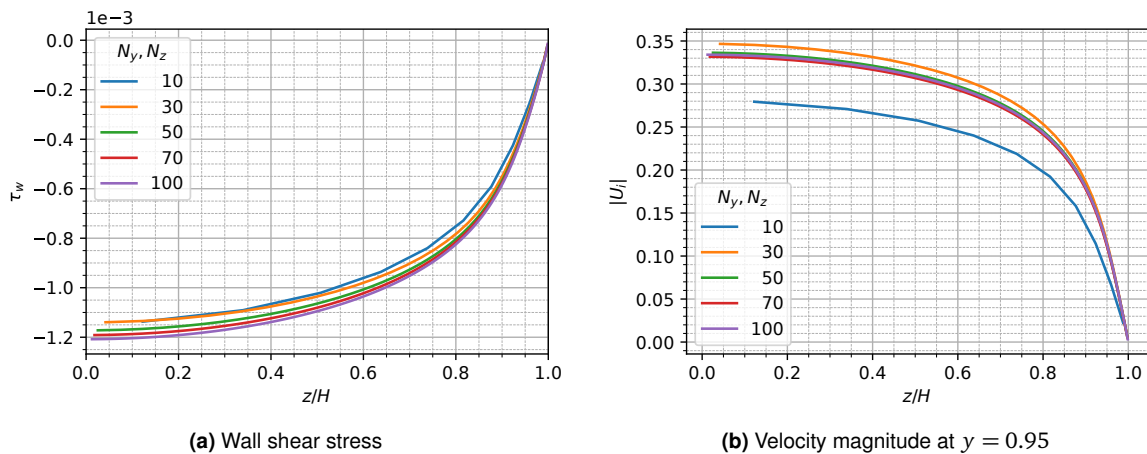 1e−3
N_y, N_z
10
30
50
70
100
0.0
−0.2
−0.4
−0.6
−0.8
−1.0
−1.2
τ_w
0.0 0.2 0.4 0.6 0.8 1.0
z/H
(a) Wall shear stress
0.35
0.30
0.25
0.20
0.15
0.10
0.05
0.00
|U_i|
N_y, N_z
10
30
50
70
100
0.0 0.2 0.4 0.6 0.8 1.0
z/H
(b) Velocity magnitude at y = 0.95